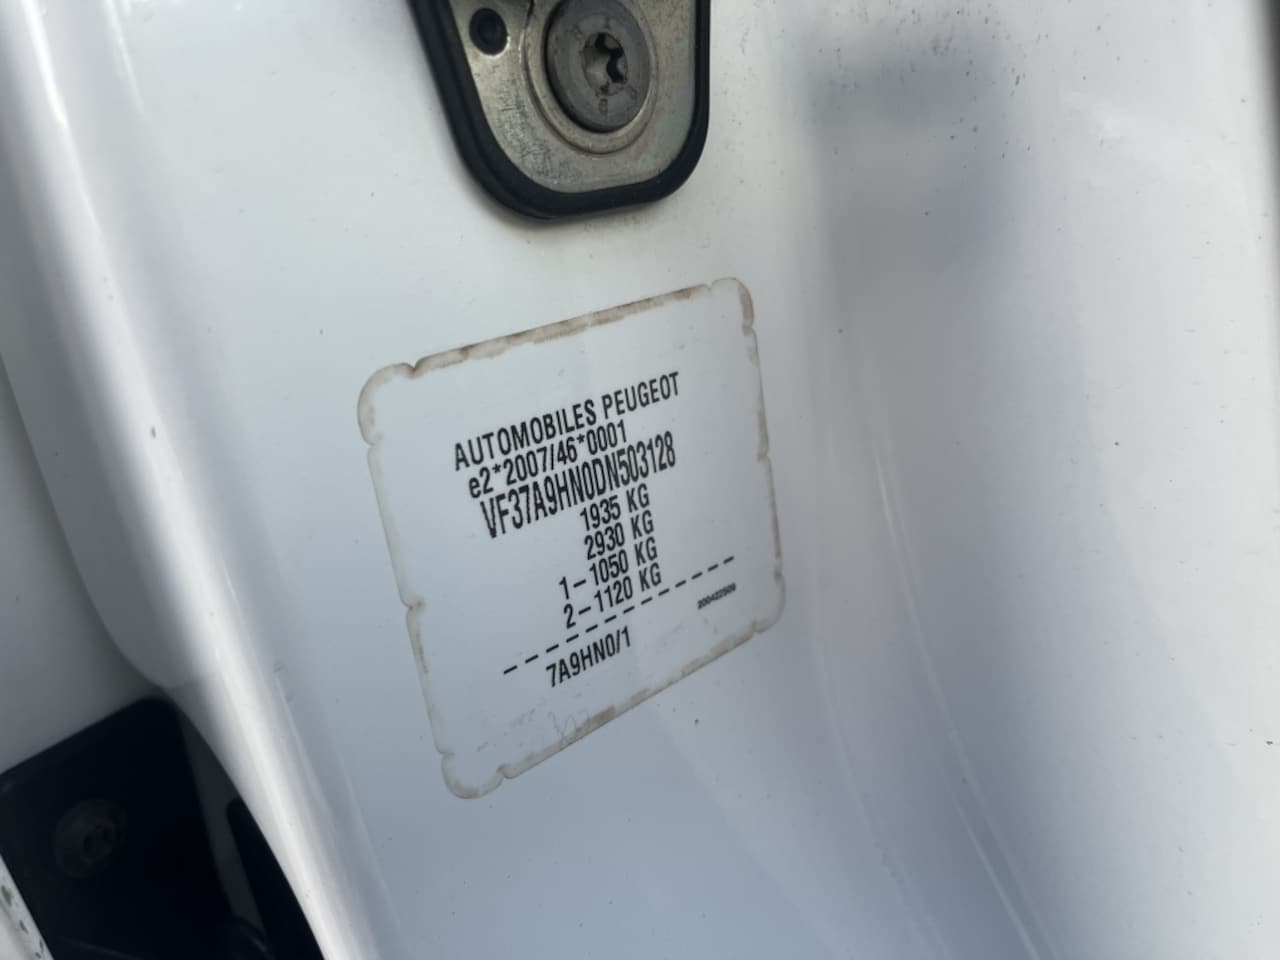 AUTOMOBILES PEUGEOT
e2*2007/46*0001
VF37A9HN0DN503128
1935 KG
2930 KG
1-1050 KG
2-1120 KG
7A9HN0/1